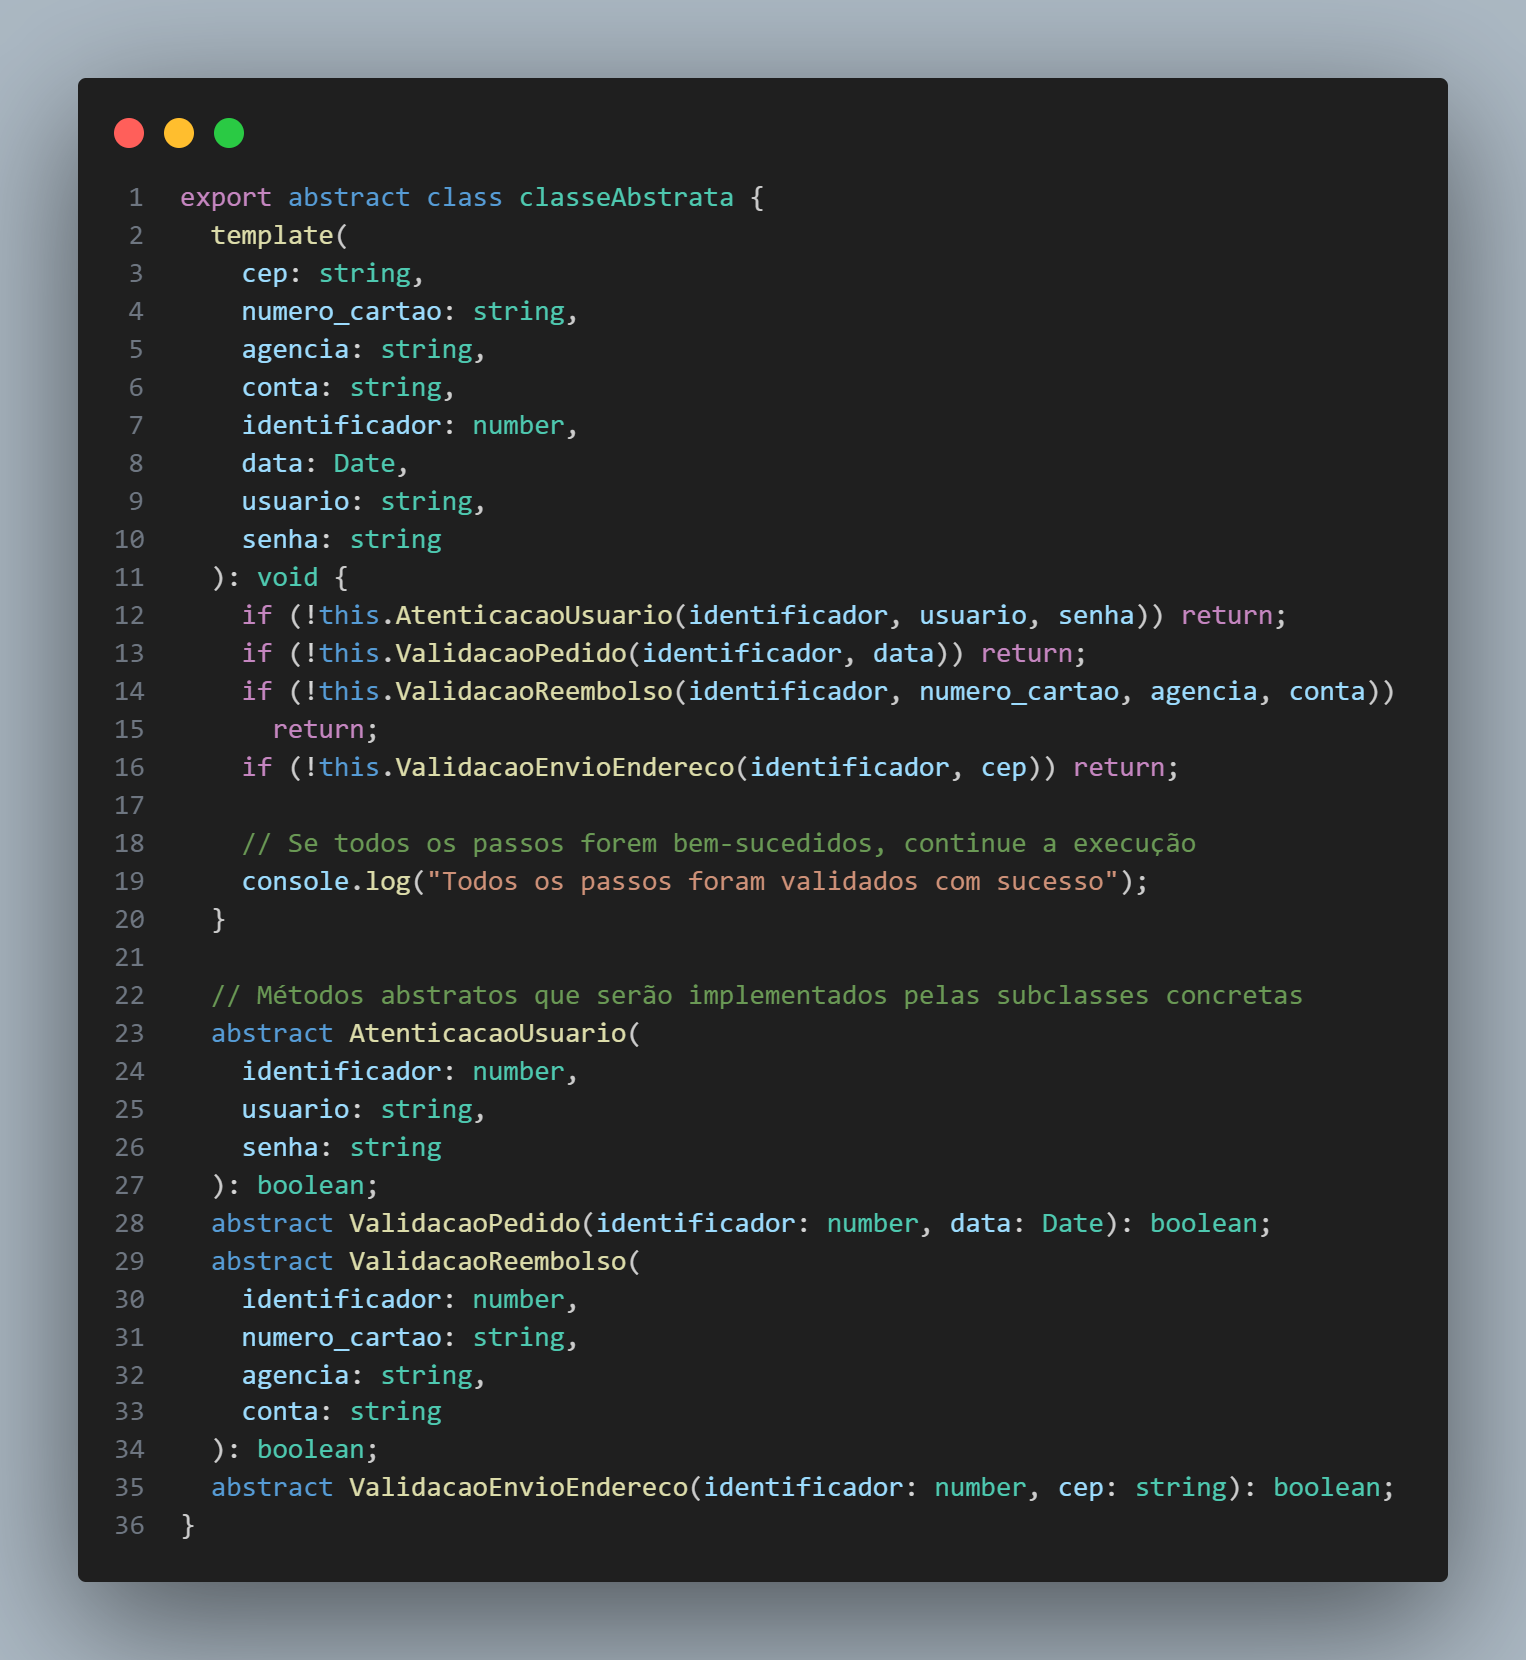 1 export abstract class classeAbstrata {
2   template(
3     cep: string,
4     numero_cartao: string,
5     agencia: string,
6     conta: string,
7     identificador: number,
8     data: Date,
9     usuario: string,
10     senha: string
11   ): void {
12     if (!this.AtenticacaoUsuario(identificador, usuario, senha)) return;
13     if (!this.ValidacaoPedido(identificador, data)) return;
14     if (!this.ValidacaoReembolso(identificador, numero_cartao, agencia, conta))
15       return;
16     if (!this.ValidacaoEnvioEndereco(identificador, cep)) return;
17
18     // Se todos os passos forem bem-sucedidos, continue a execução
19     console.log("Todos os passos foram validados com sucesso");
20   }
21
22   // Métodos abstratos que serão implementados pelas subclasses concretas
23   abstract AtenticacaoUsuario(
24     identificador: number,
25     usuario: string,
26     senha: string
27   ): boolean;
28   abstract ValidacaoPedido(identificador: number, data: Date): boolean;
29   abstract ValidacaoReembolso(
30     identificador: number,
31     numero_cartao: string,
32     agencia: string,
33     conta: string
34   ): boolean;
35   abstract ValidacaoEnvioEndereco(identificador: number, cep: string): boolean;
36 }